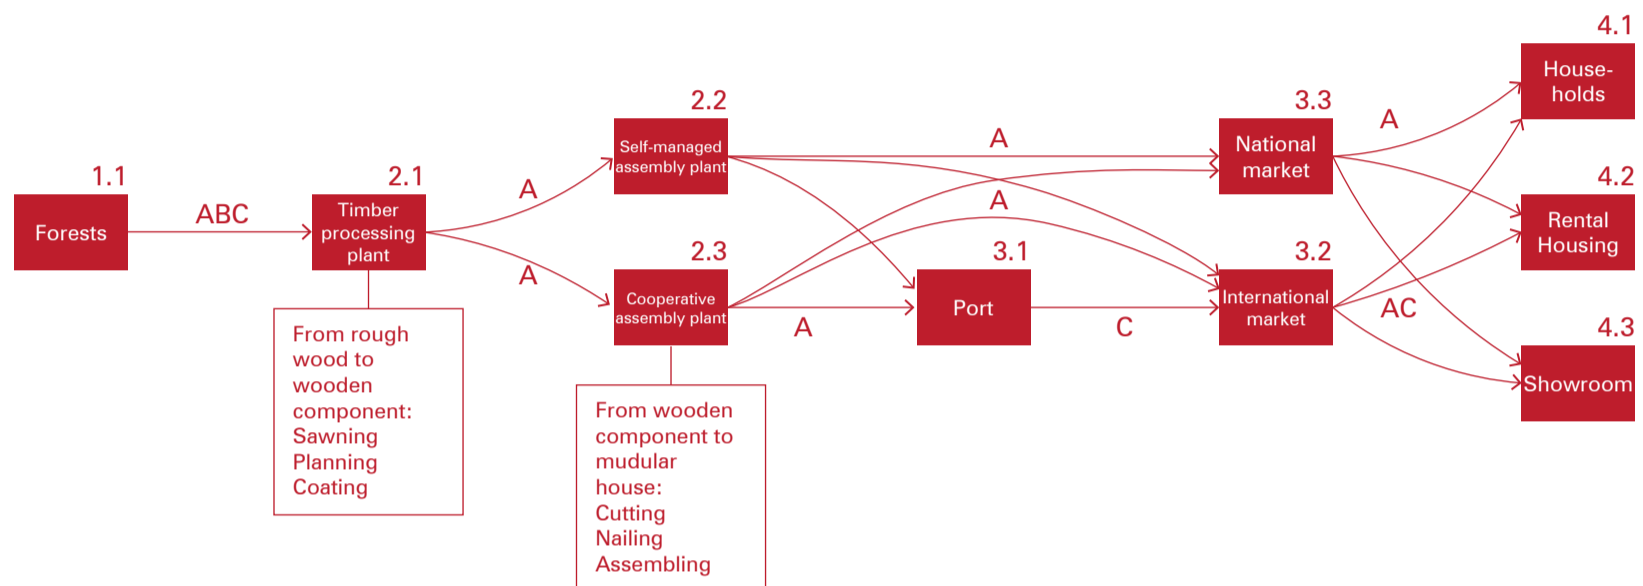 1.1
Forests
ABC
2.1
Timber
processing
plant
From rough
wood to
wooden
component:
Sawning
Planning
Coating
A
A
2.2
Self-managed
assembly plant
2.3
Cooperative
assembly plant
From wooden
component to
mudular
house:
Cutting
Nailing
Assembling
A
A
A
3.1
Port
C
3.3
National
market
3.2
International
market
A
AC
4.1
House-
holds
4.2
Rental
Housing
4.3
Showroom